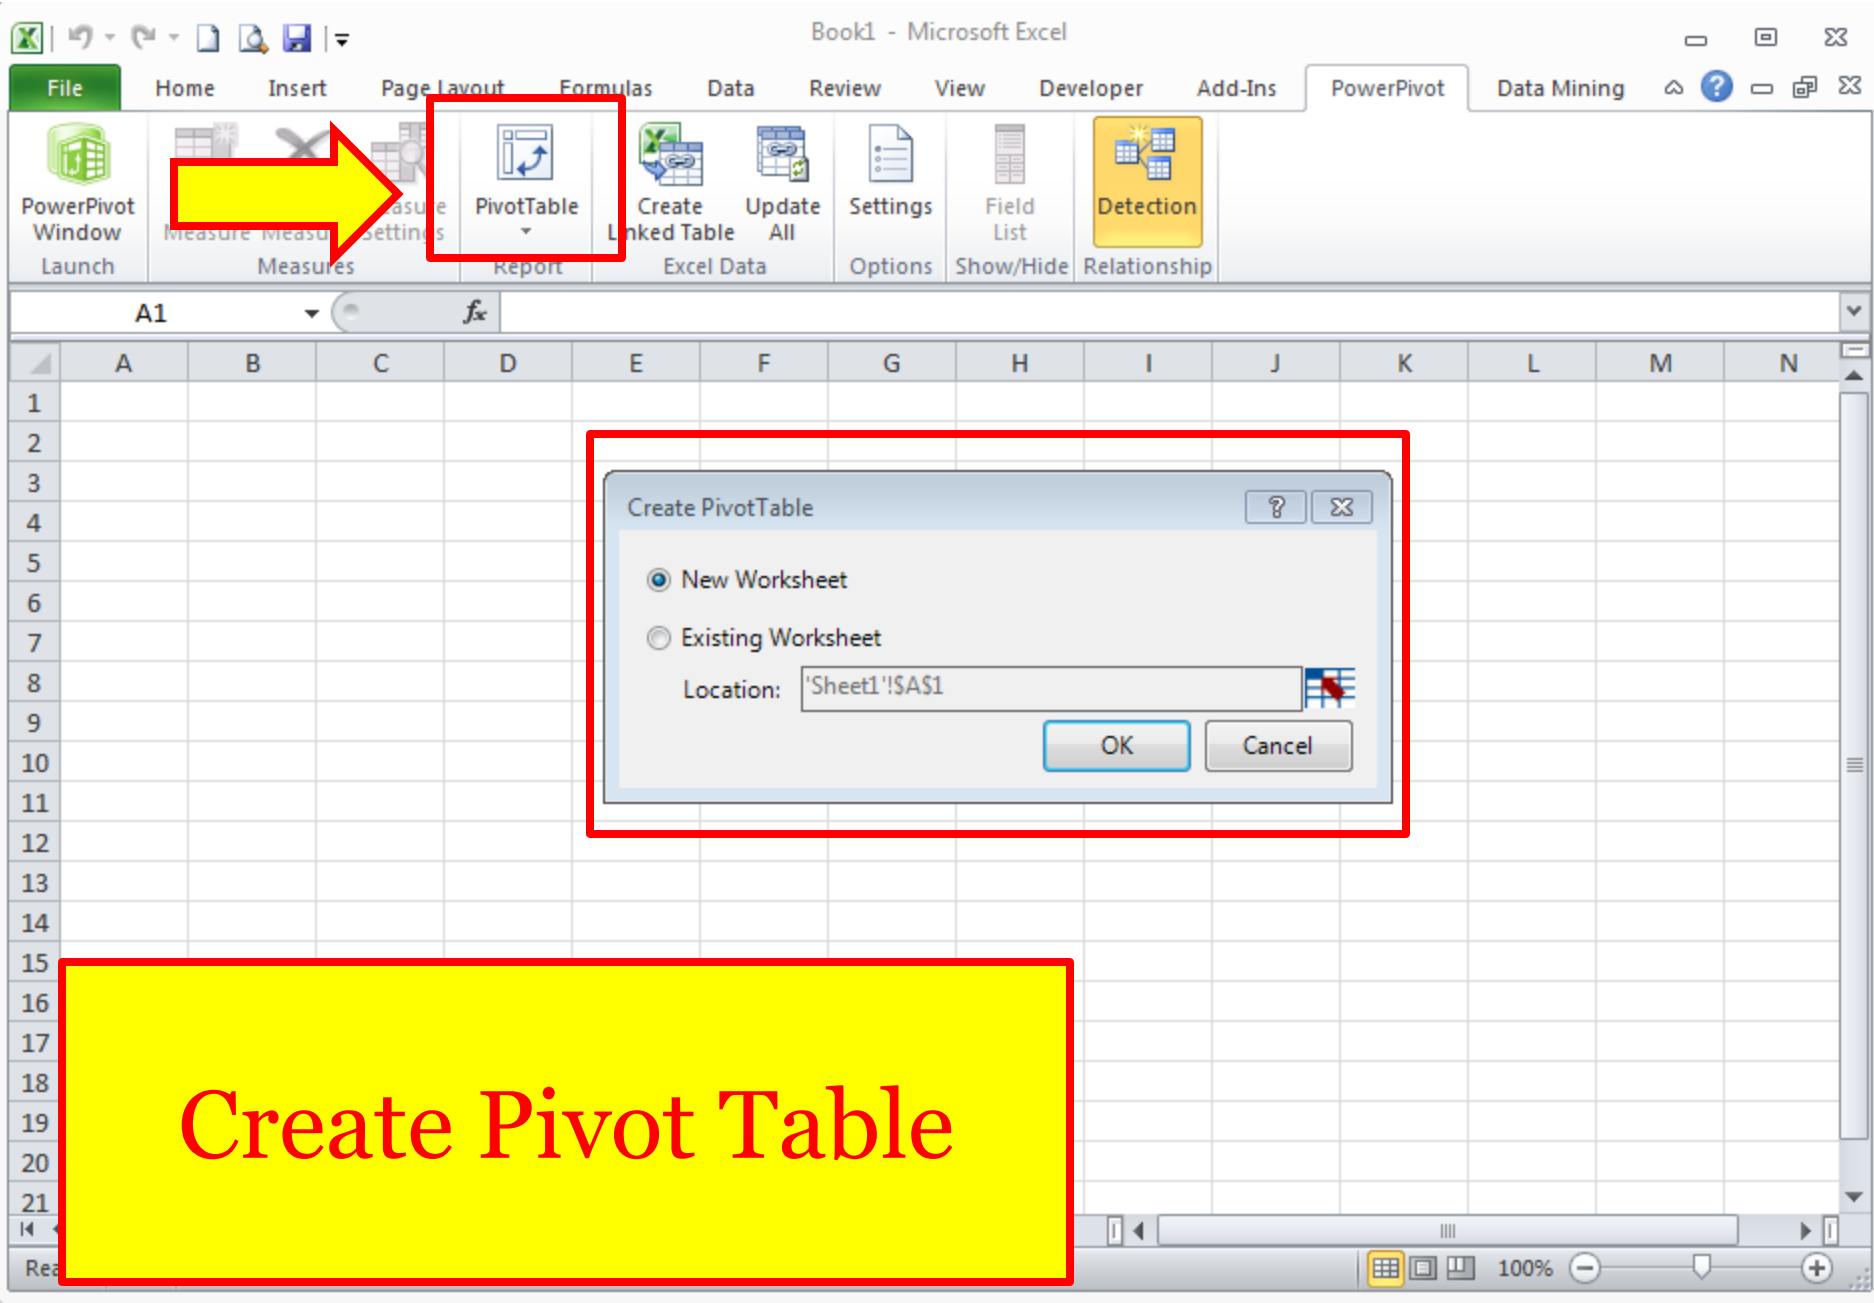 Book1 - Microsoft Excel
File Home Insert Page Layout Formulas Data Review View Developer Add-Ins PowerPivot Data Mining
PowerPivot Window
Measure
Settings
PivotTable
Create Linked Table
Update All
Settings
Field List
Detection
Launch Measures Report Excel Data Options Show/Hide Relationship
A1 fx
A B C D E F G H I J K L M N
1
2
3
4
5
6
7
8
9
10
11
12
13
14
15
16
17
18
19
20
21
Create PivotTable
New Worksheet
Existing Worksheet
Location: 'Sheet1'!$A$1
OK Cancel
Create Pivot Table
100%